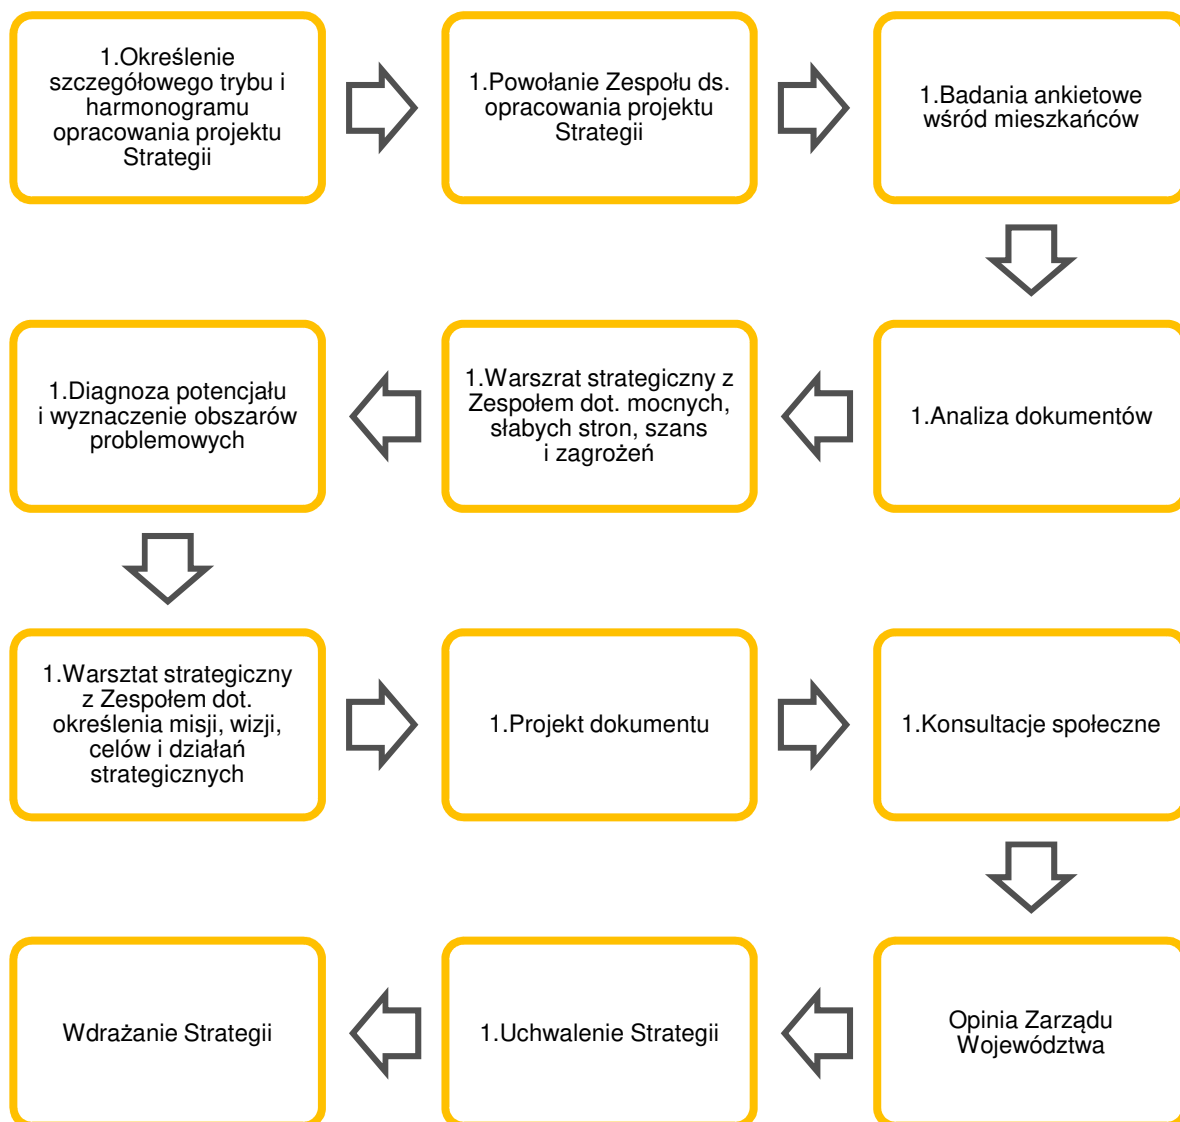 1.Określenie
szczegółowego trybu i
harmonogramu
opracowania projektu
Strategii
1.Powołanie Zespołu ds.
opracowania projektu
Strategii
1.Badania ankietowe
wśród mieszkańców
1.Analiza dokumentów
1.Warszrat strategiczny z
Zespołem dot. mocnych,
słabych stron, szans
i zagrożeń
1.Diagnoza potencjału
i wyznaczenie obszarów
problemowych
1.Warsztat strategiczny
z Zespołem dot.
określenia misji, wizji,
celów i działań
strategicznych
1.Projekt dokumentu
1.Konsultacje społeczne
Opinia Zarządu
Województwa
1.Uchwalenie Strategii
Wdrażanie Strategii